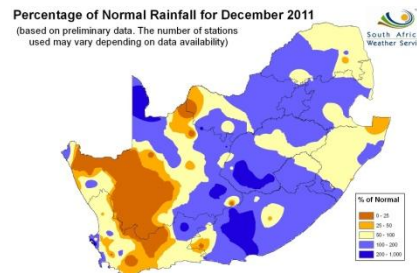 Percentage of Normal Rainfall for December 2011
(based on preliminary data. The number of stations
used may vary depending on data availability)
South Afric
Weather Servi
% of Normal
0 - 25
25 - 50
50 - 100
100 - 200
200 - 1,000